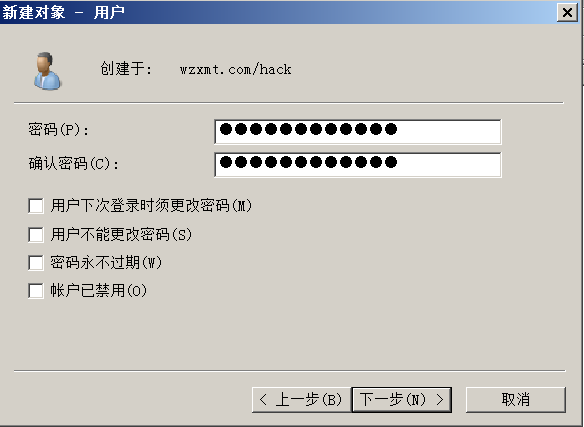 新建对象 - 用户
创建于: wzxmt.com/hack
密码(P): ●●●●●●●●●●●●
确认密码(C): ●●●●●●●●●●●●
用户下次登录时须更改密码(M)
用户不能更改密码(S)
密码永不过期(W)
帐户已禁用(O)
< 上一步(B) 下一步(N) > 取消